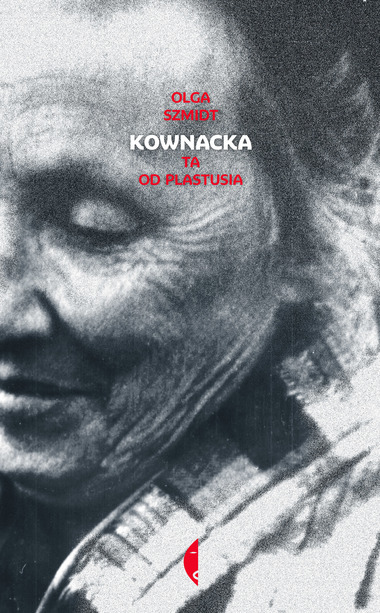 OLGA
SZMIDT
KOWNACKA
TA
OD PLASTUSIA